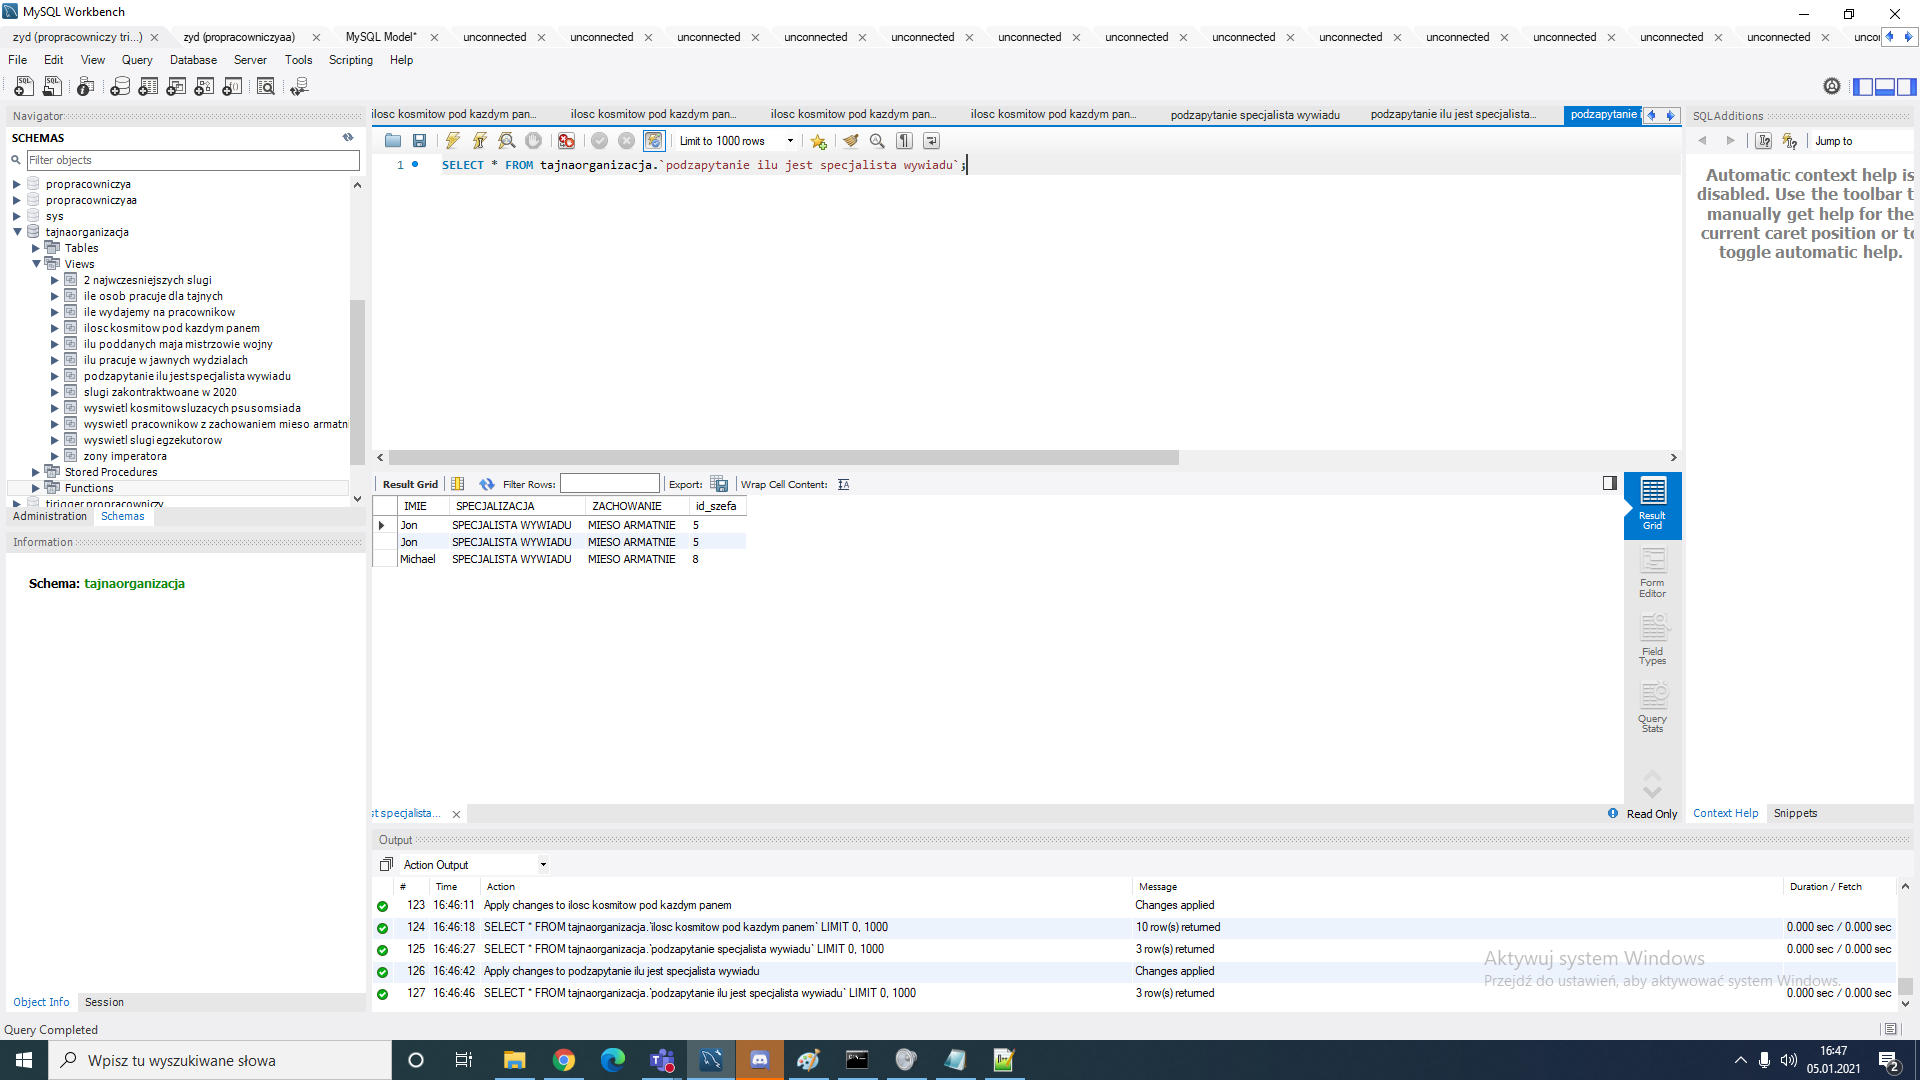 MySQL Workbench
zyd (propracowniczy tri...)
zyd (propracowniczyaa)
MySQL Model*
unconnected
unconnected
unconnected
unconnected
unconnected
unconnected
unconnected
unconnected
unconnected
unconnected
unconnected
unconnected
unconnected
uncoı
File Edit View Query Database Server Tools Scripting Help
Navigator
SCHEMAS
Filter objects
propracowniczya
propracowniczyaa
sys
tajnaorganizacja
Tables
Views
2 najwczesniejszych slugi
ile osob pracuje dla tajnych
ile wydajemy na pracownikow
ilosc kosmitow pod kazdym panem
ilu poddanych maja mistrzowie wojny
ilu pracuje w jawnych wydzialach
podzapytanie ilu jest specjalista wywiadu
slugi zakontraktwoane w 2020
wyswietl kosmitow sluzacych psu somsiada
wyswietl pracownikow z zachowaniem mieso armatni
wyswietl slugi egzekutorow
zony imperatora
Stored Procedures
Functions
tirigger propracowniczy
Administration Schemas
Information
Schema: tajnaorganizacja
Object Info Session
Query Completed
ilosc kosmitow pod kazdym pan...
ilosc kosmitow pod kazdym pan...
ilosc kosmitow pod kazdym pan...
ilosc kosmitow pod kazdym pan...
podzapytanie specjalista wywiadu
podzapytanie ilu jest specjalista...
podzapytanie i
Limit to 1000 rows
1 SELECT * FROM tajnaorganizacja.`podzapytanie ilu jest specjalista wywiadu`;
Result Grid Filter Rows: Export: Wrap Cell Content:
IMIE SPECJALIZACJA ZACHOWANIE id_szefa
Jon SPECJALISTA WYWIADU MIESO ARMATNIE 5
Jon SPECJALISTA WYWIADU MIESO ARMATNIE 5
Michael SPECJALISTA WYWIADU MIESO ARMATNIE 8
Result
Grid
Form
Editor
Field
Types
Query
Stats
st specjalista...
Read Only
SQLAdditions
Jump to
Automatic context help is
disabled. Use the toolbar t
manually get help for the
current caret position or to
toggle automatic help.
Context Help Snippets
Output
Action Output
# Time Action Message Duration / Fetch
123 16:46:11 Apply changes to ilosc kosmitow pod kazdym panem Changes applied
124 16:46:18 SELECT * FROM tajnaorganizacja.`ilosc kosmitow pod kazdym panem` LIMIT 0, 1000 10 row(s) returned 0.000 sec / 0.000 sec
125 16:46:27 SELECT * FROM tajnaorganizacja.`podzapytanie specjalista wywiadu` LIMIT 0, 1000 3 row(s) returned 0.000 sec / 0.000 sec
126 16:46:42 Apply changes to podzapytanie ilu jest specjalista wywiadu Changes applied
127 16:46:46 SELECT * FROM tajnaorganizacja.`podzapytanie ilu jest specjalista wywiadu` LIMIT 0, 1000 3 row(s) returned 0.000 sec / 0.000 sec
Aktywuj system Windows
Przejdź do ustawień, aby aktywować system Windows.
Wpisz tu wyszukiwane słowa
16:47
05.01.2021
2